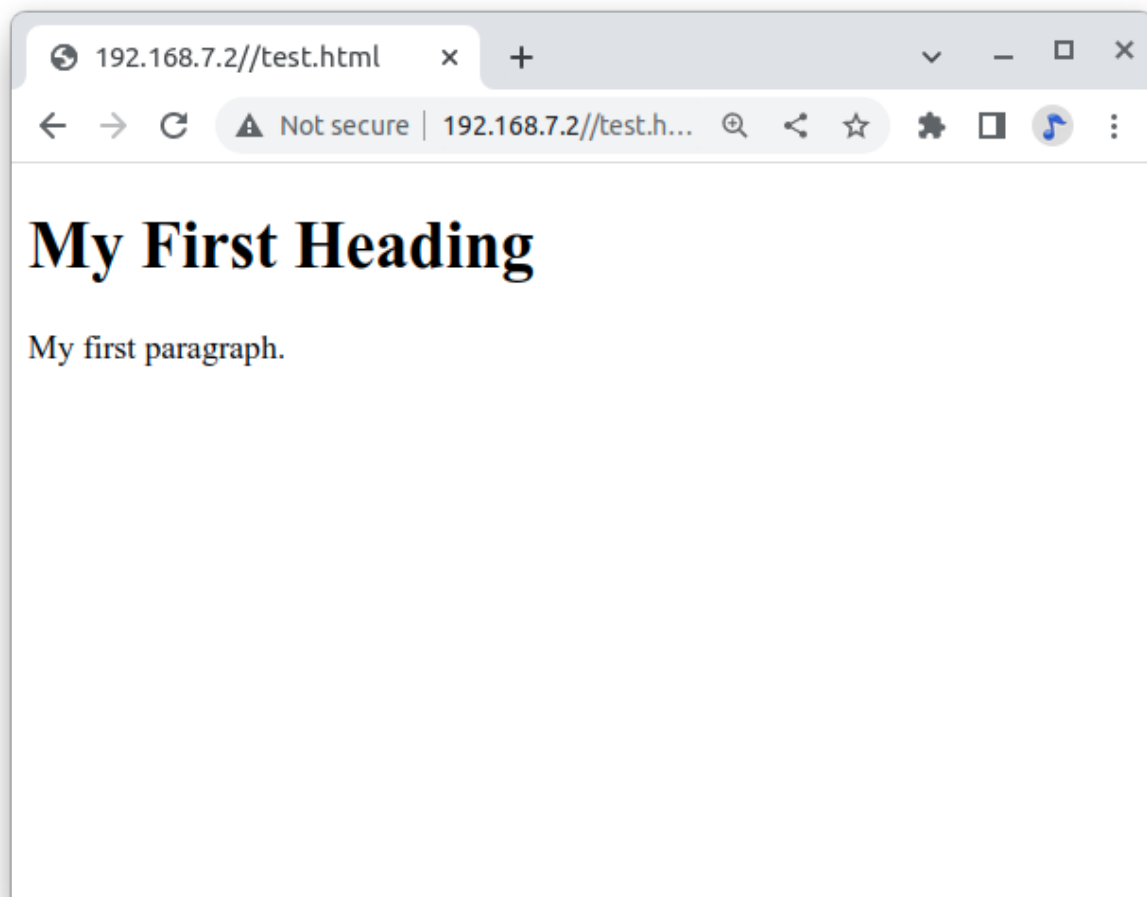 192.168.7.2//test.html
Not secure 192.168.7.2//test.h...
My First Heading
My first paragraph.